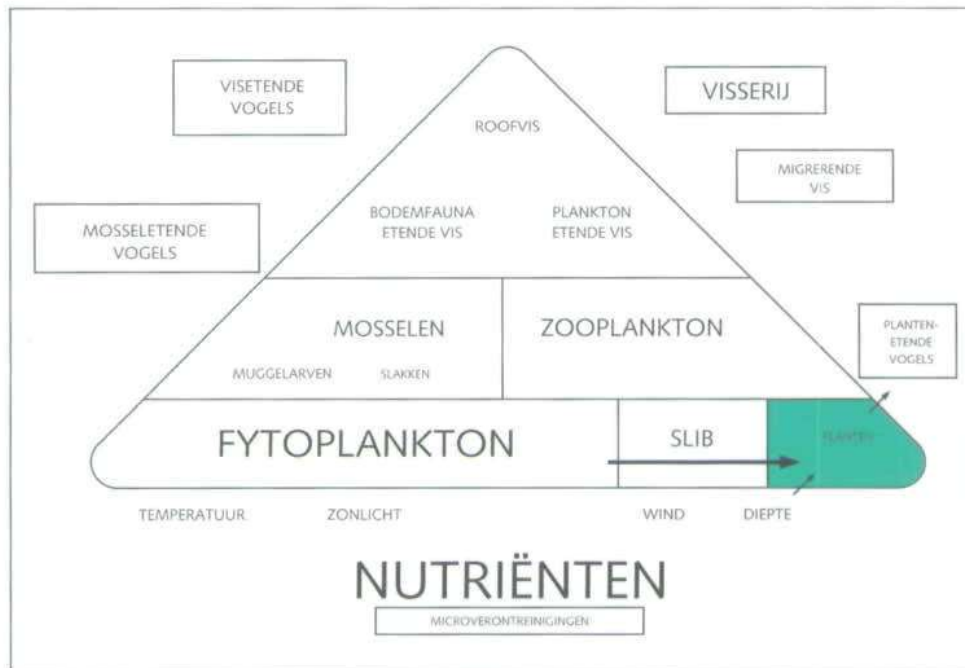 VISETENDE
VOGELS
VISSERIJ
ROOFVIS
MIGRERENDE
VIS
BODEMFAUNA
ETENDE VIS
PLANKTON
ETENDE VIS
MOSSELETENDE
VOGELS
MOSSELEN
ZOOPLANKTON
PLANTEN-
ETENDE
VOGELS
MUGGELARVEN
SLAKKEN
FYTOPLANKTON
SLIB
PLANTEN
TEMPERATUUR
ZONLICHT
WIND
DIEPTE
NUTRIËNTEN
MICROVERONTREINIGINGEN